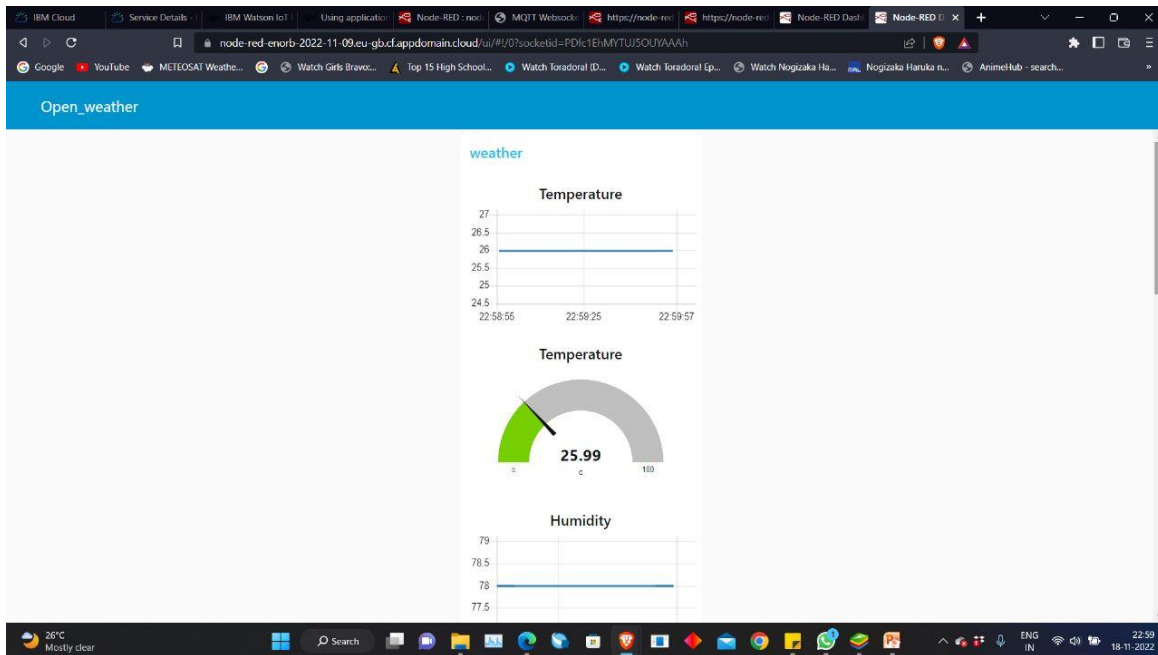 IBM Cloud
Service Details -
IBM Watson IoT
Using application
Node-RED : nod
MQTT Websocke
https://node-red
https://node-red
Node-RED Dash
Node-RED D
node-red-enorb-2022-11-09.eu-gb.cf.appdomain.cloud/ui/#!/0?socketid=PDfc1EhMYTUJ5OUYAAAh
Google
YouTube
METEOSAT Weathe...
Watch Girls Bravo:...
Top 15 High School...
Watch Toradora! (D...
Watch Toradora! Ep...
Watch Nogizaka Ha...
Nogizaka Haruka n...
AnimeHub - search...
»
Open_weather
weather
Temperature
27
26.5
26
25.5
25
24.5
22:58:55 22:59:25 22:59:57
Temperature
25.99
0 c 100
Humidity
79
78.5
78
77.5
26°C
Mostly clear
Search
ENG
IN
22:59
18-11-2022